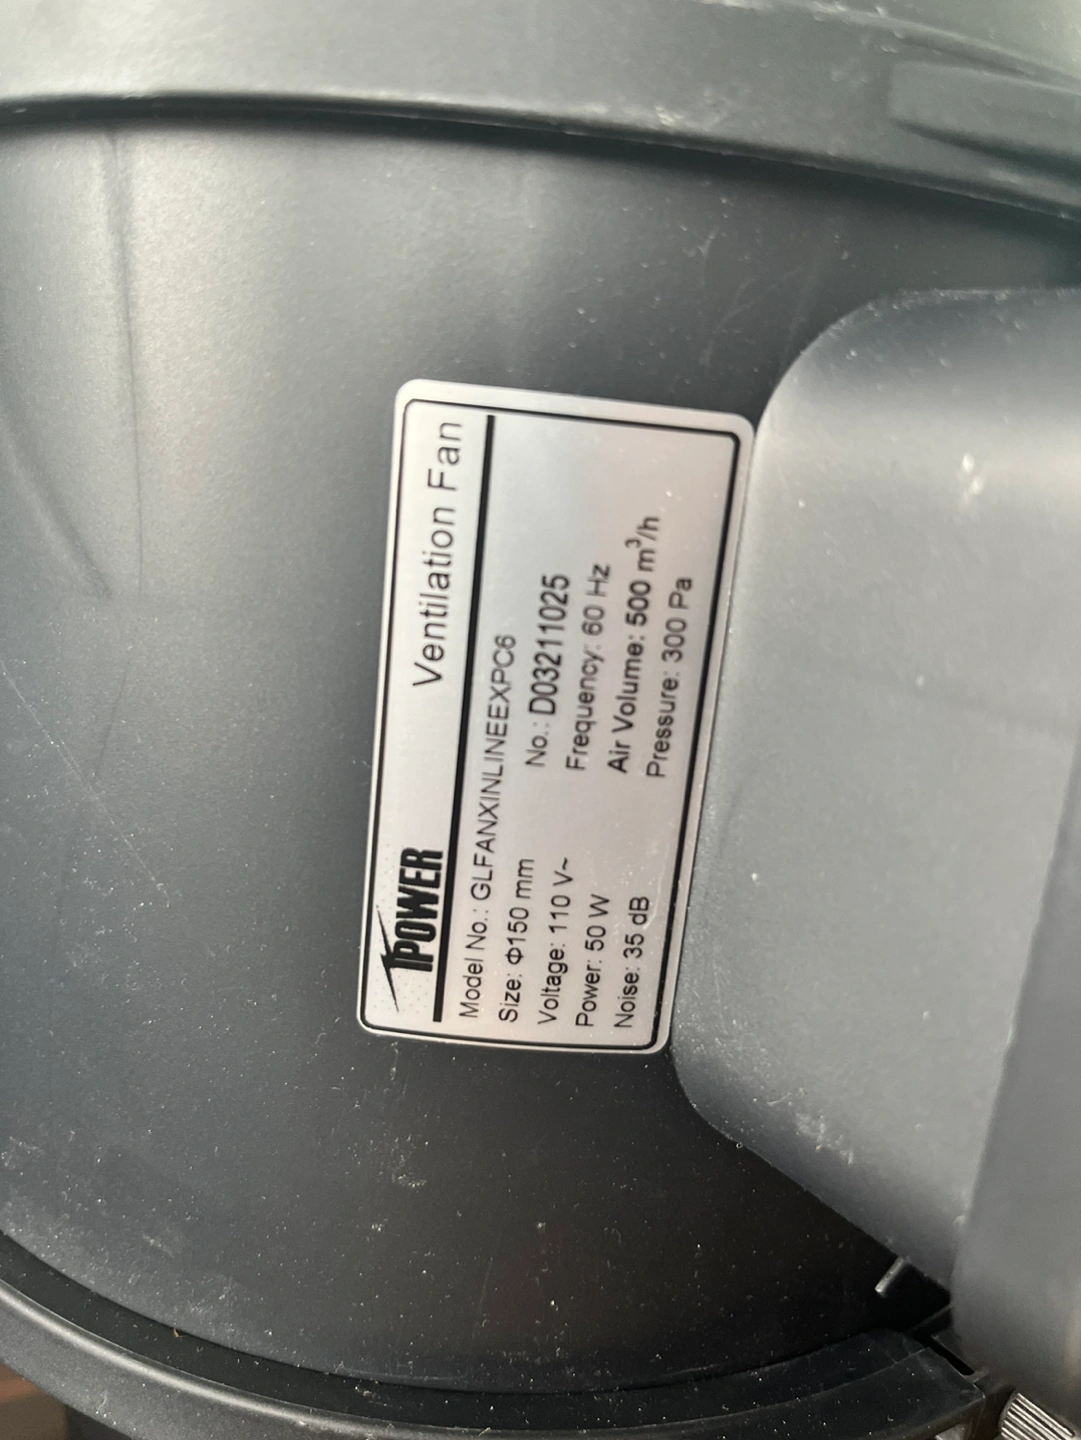 iPOWER Ventilation Fan
Model No.: GLFANXINLINEEXPC6
Size: Φ150 mm No.: D03211025
Voltage: 110 V~ Frequency: 60 Hz
Power: 50 W Air Volume: 500 m³/h
Noise: 35 dB Pressure: 300 Pa